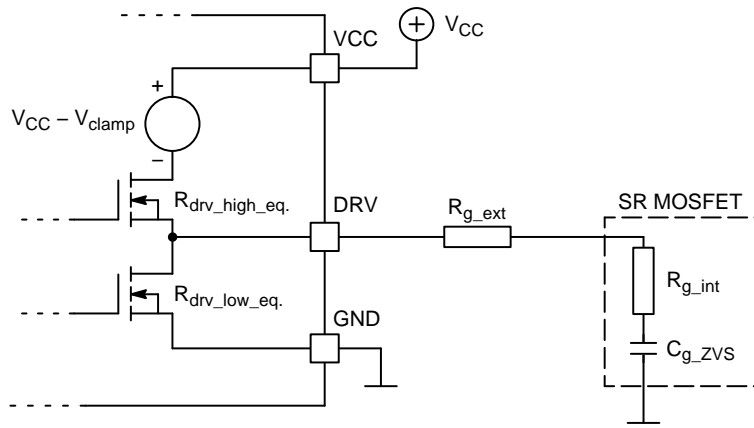 VCC
V_CC
+
V_CC – V_clamp
–
R_drv_high_eq.
DRV
R_g_ext
SR MOSFET
R_g_int
R_drv_low_eq.
GND
C_g_ZVS